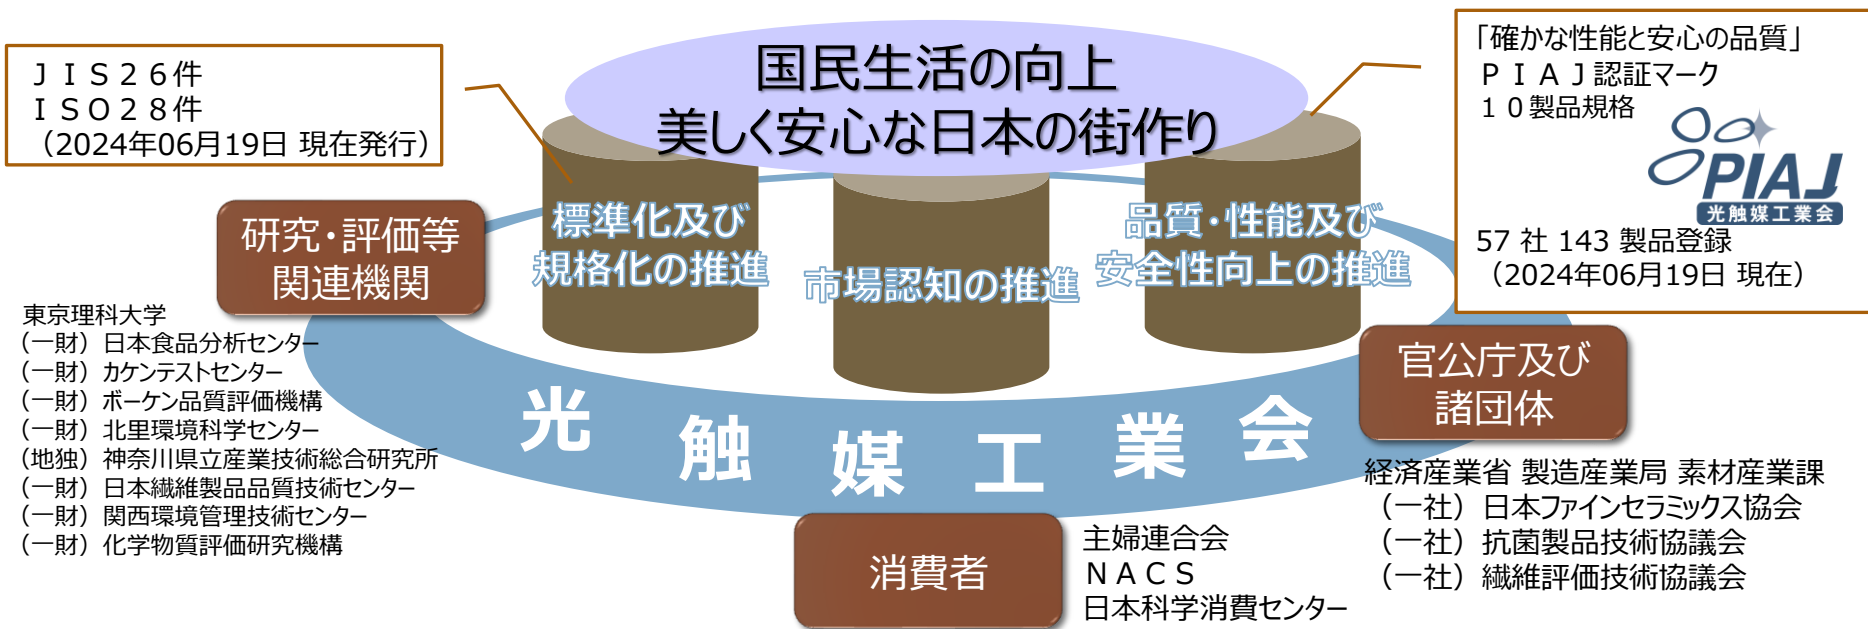 国民生活の向上
美しく安心な日本の街作り
ＪＩＳ２６件
ＩＳＯ２８件
（2024年06月19日 現在発行）
「確かな性能と安心の品質」
ＰＩＡＪ認証マーク
１０製品規格
PIAJ
光触媒工業会
57 社 143 製品登録
（2024年06月19日 現在）
標準化及び
規格化の推進
市場認知の推進
品質・性能及び
安全性向上の推進
研究・評価等
関連機関
東京理科大学
（一財）日本食品分析センター
（一財）カケンテストセンター
（一財）ボーケン品質評価機構
（一財）北里環境科学センター
（地独）神奈川県立産業技術総合研究所
（一財）日本繊維製品品質技術センター
（一財）関西環境管理技術センター
（一財）化学物質評価研究機構
光触媒工業会
官公庁及び
諸団体
経済産業省 製造産業局 素材産業課
（一社）日本ファインセラミックス協会
（一社）抗菌製品技術協議会
（一社）繊維評価技術協議会
消費者
主婦連合会
ＮＡＣＳ
日本科学消費センター